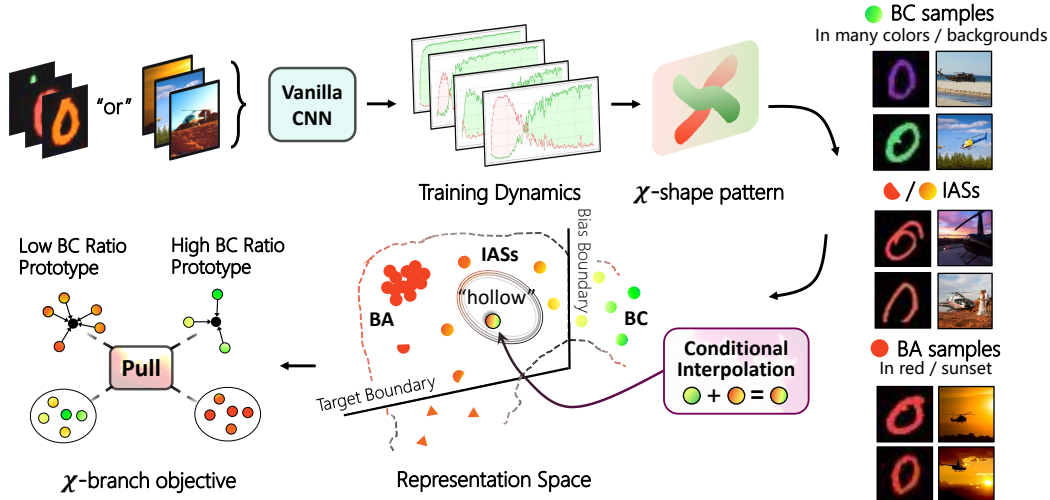 "or"
Vanilla
CNN
Training Dynamics
χ-shape pattern
BC samples
In many colors / backgrounds
/ IASs
BA samples
In red / sunset
Low BC Ratio
Prototype
High BC Ratio
Prototype
Pull
χ-branch objective
IASs
"hollow"
BA
BC
Bias Boundary
Target Boundary
Representation Space
Conditional
Interpolation
+ =